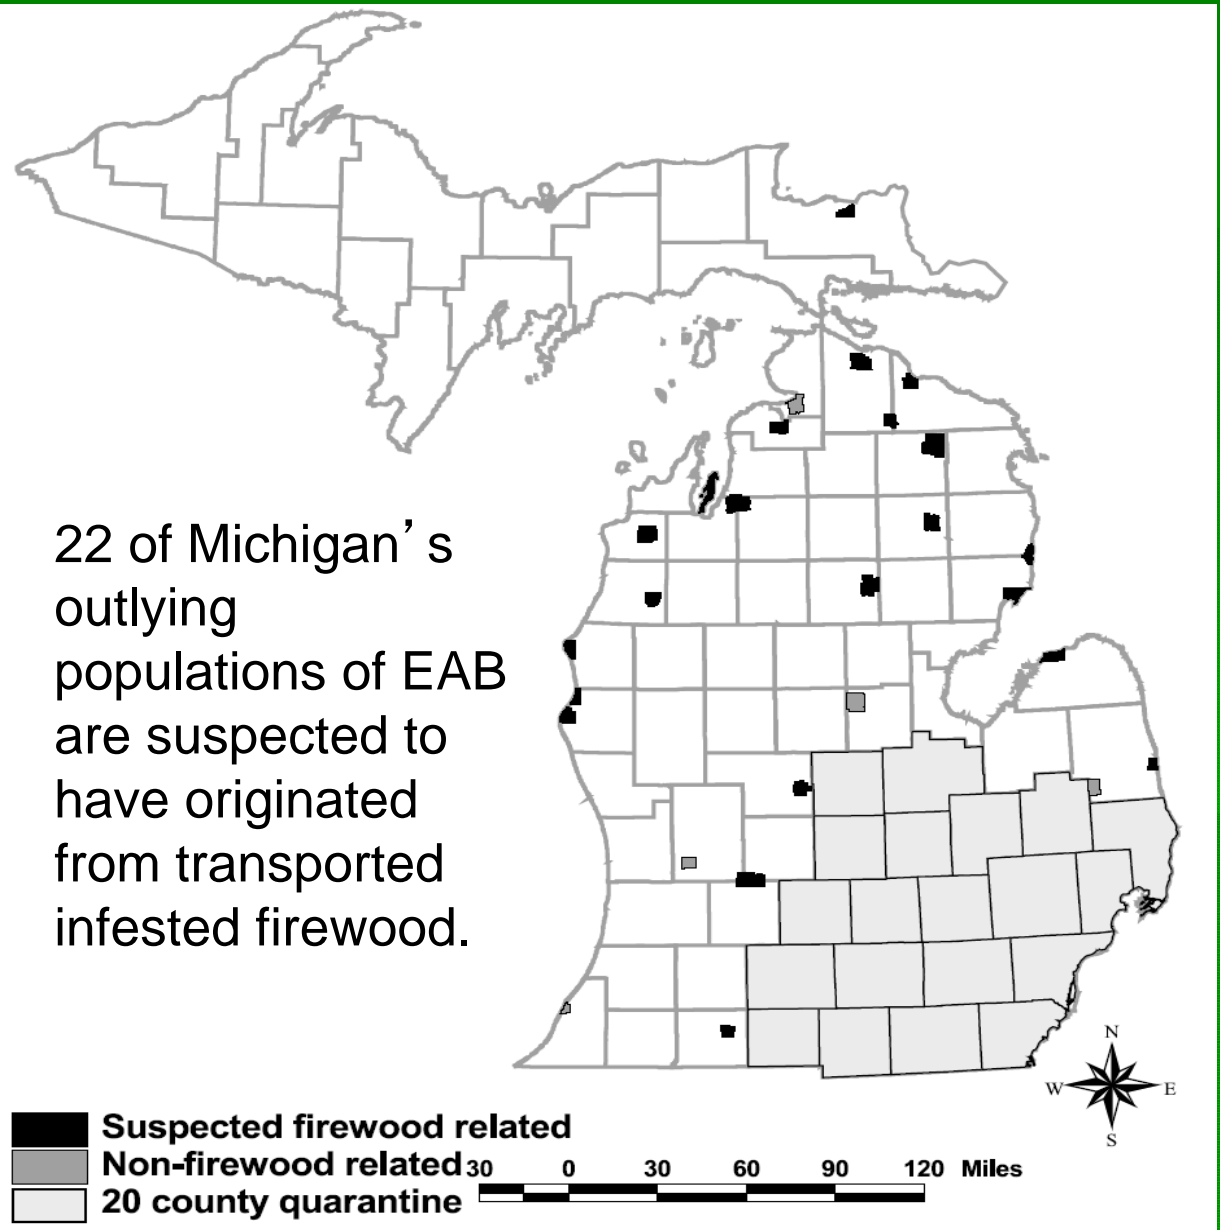 22 of Michigan’s
outlying
populations of EAB
are suspected to
have originated
from transported
infested firewood.
N
W E
S
Suspected firewood related
Non-firewood related
20 county quarantine
30 0 30 60 90 120 Miles